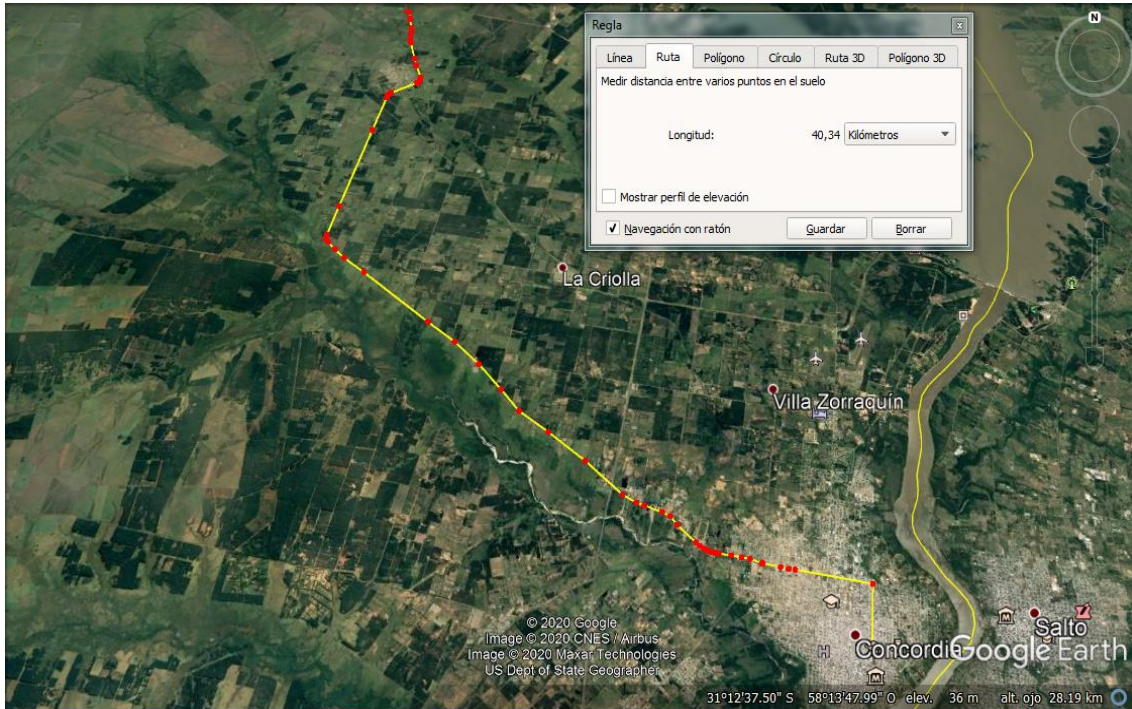 Regla
Línea Ruta Polígono Círculo Ruta 3D Polígono 3D
Medir distancia entre varios puntos en el suelo
Longitud: 40,34 Kilómetros
Mostrar perfil de elevación
Navegación con ratón Guardar Borrar
N
La Criolla
Villa Zorraquín
© 2020 Google
Image © 2020 CNES / Airbus
Image © 2020 Maxar Technologies
US Dept of State Geographer
H
M
M
Salto
Concordia
Google Earth
31°12'37.50" S 58°13'47.99" O elev. 36 m alt. ojo 28.19 km